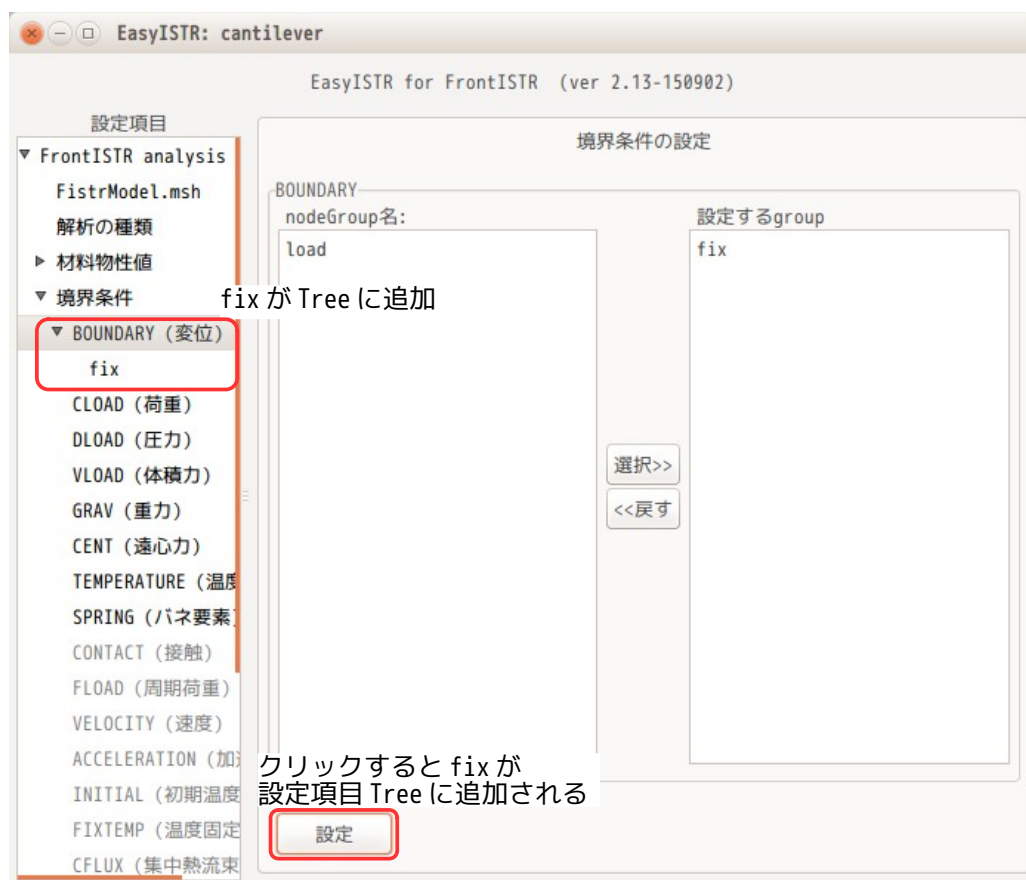 EasyISTR: cantilever
EasyISTR for FrontISTR (ver 2.13-150902)
設定項目
FrontISTR analysis
FistrModel.msh
解析の種類
材料物性値
境界条件
BOUNDARY (変位)
fix
CLOAD (荷重)
DLOAD (圧力)
VLOAD (体積力)
GRAV (重力)
CENT (遠心力)
TEMPERATURE (温度
SPRING (バネ要素)
CONTACT (接触)
FLOAD (周期荷重)
VELOCITY (速度)
ACCELERATION (加速
INITIAL (初期温度
FIXTEMP (温度固定
CFLUX (集中熱流束
fix が Tree に追加
境界条件の設定
BOUNDARY
nodeGroup名:
load
選択>>
<<戻す
設定するgroup
fix
クリックすると fix が
設定項目 Tree に追加される
設定